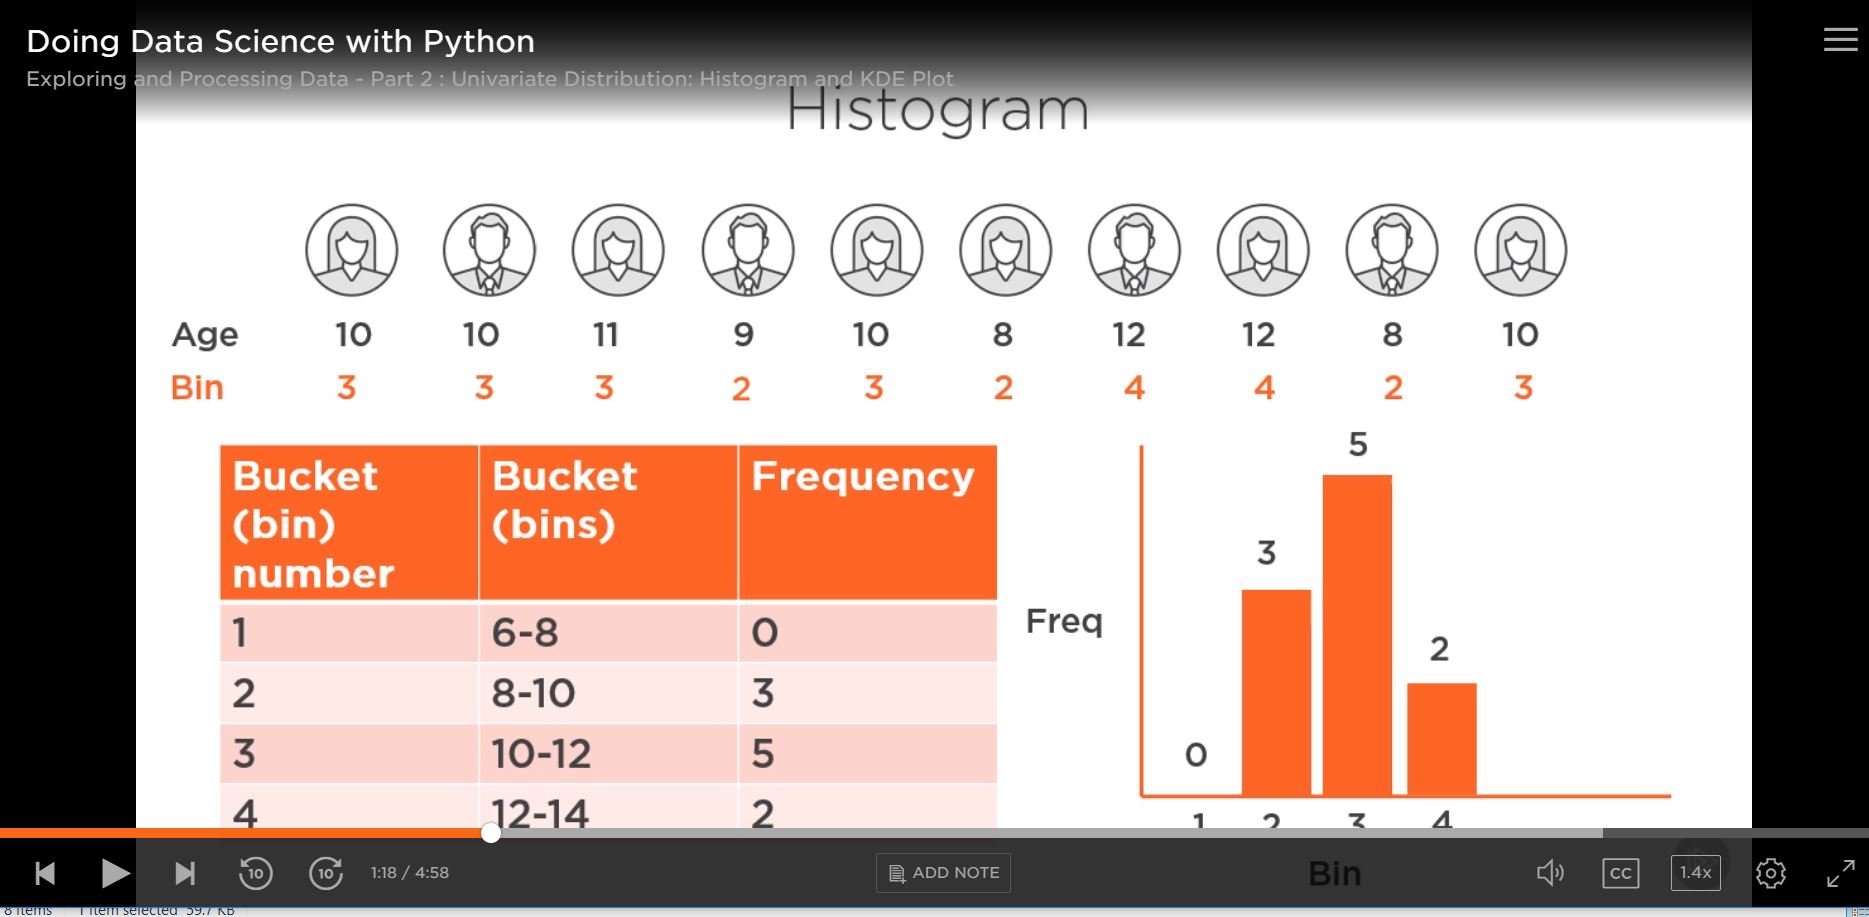 Doing Data Science with Python
Exploring and Processing Data - Part 2 : Univariate Distribution: Histogram and KDE Plot
Histogram
Age 10 10 11 9 10 8 12 12 8 10
Bin 3 3 3 2 3 2 4 4 2 3
Bucket (bin) number Bucket (bins) Frequency
1 6-8 0
2 8-10 3
3 10-12 5
4 12-14 2
5
3
Freq
2
0
1 2 3 4
Bin
10 10 1:18 / 4:58 ADD NOTE CC 1.4x
8 items 1 item selected 59.7 KB